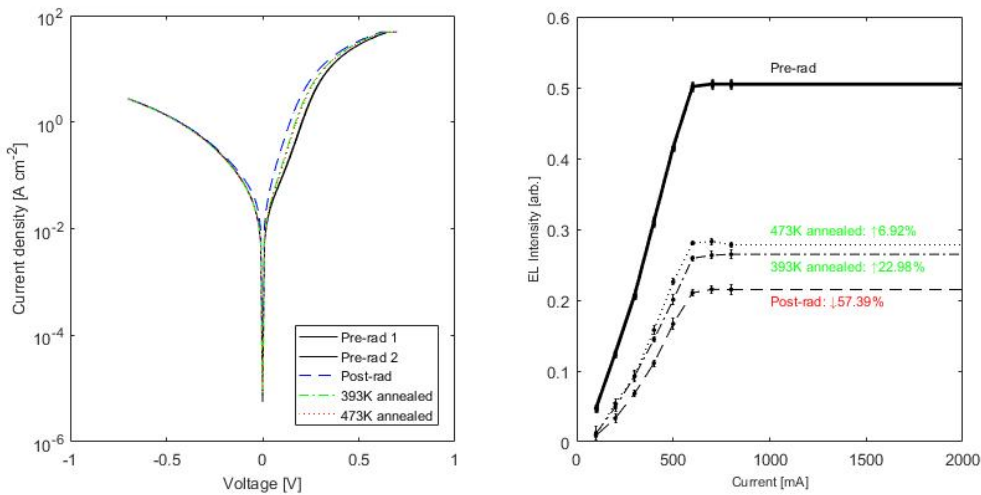 10^2
10^0
10^-2
10^-4
10^-6
Current density [A cm^-2]
-1
-0.5
0
0.5
1
Voltage [V]
Pre-rad 1
Pre-rad 2
Post-rad
393K annealed
473K annealed
0.6
0.5
0.4
0.3
0.2
0.1
0
EL Intensity [arb.]
Pre-rad
473K annealed: ↑6.92%
393K annealed: ↑22.98%
Post-rad: ↓57.39%
0
500
1000
1500
2000
Current [mA]